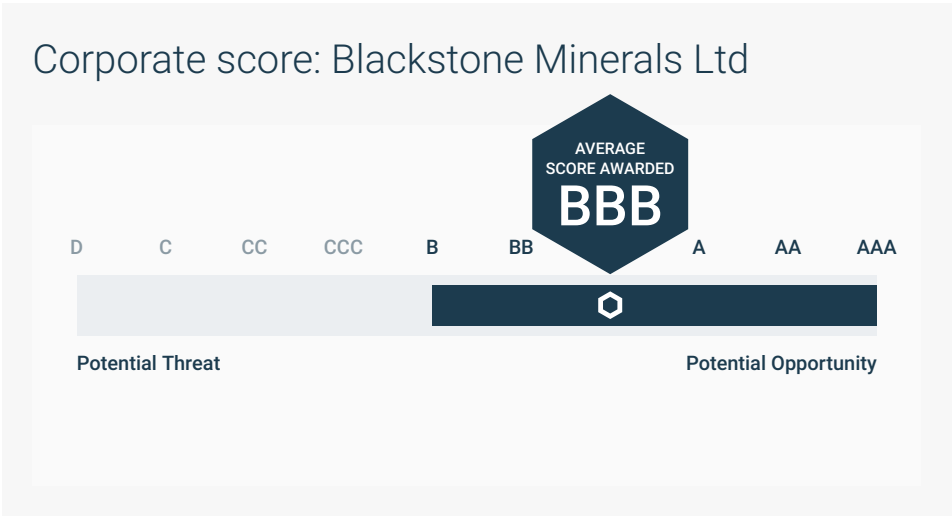 Corporate score: Blackstone Minerals Ltd
AVERAGE
SCORE AWARDED
BBB
D C CC CCC B BB A AA AAA
Potential Threat Potential Opportunity